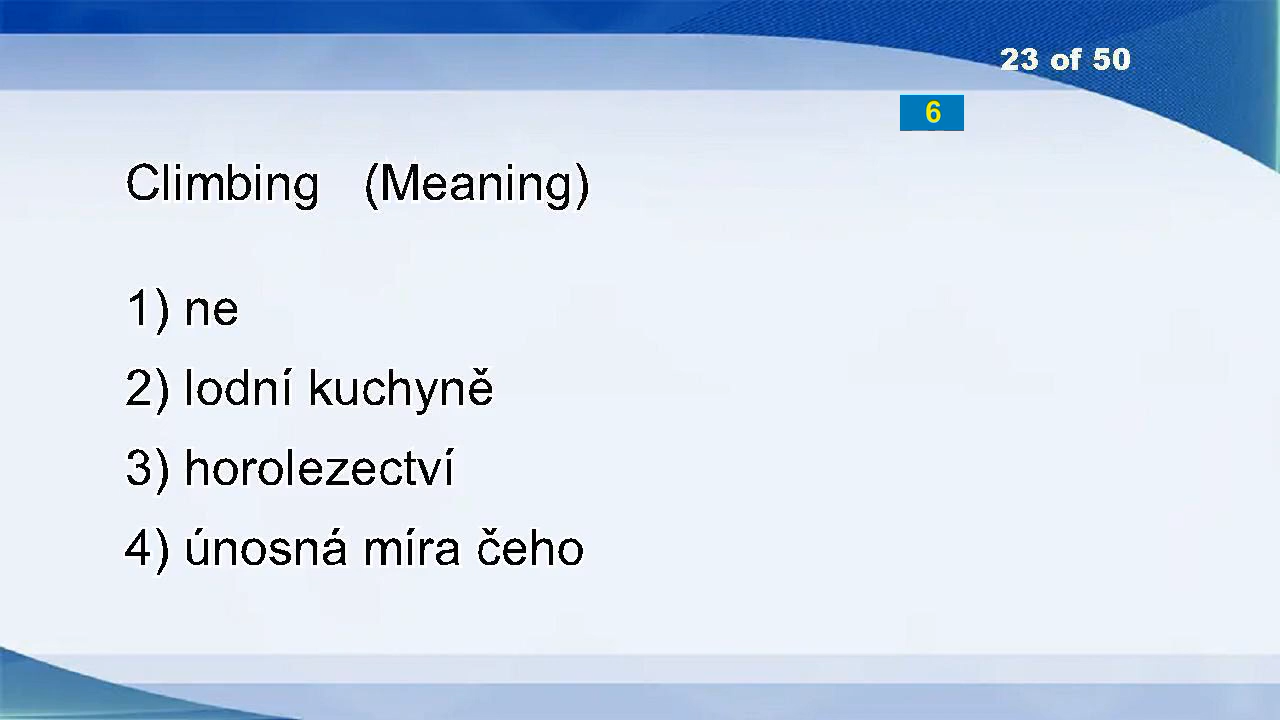 23 of 50
6
Climbing (Meaning)
1) ne
2) lodní kuchyně
3) horolezectví
4) únosná míra čeho